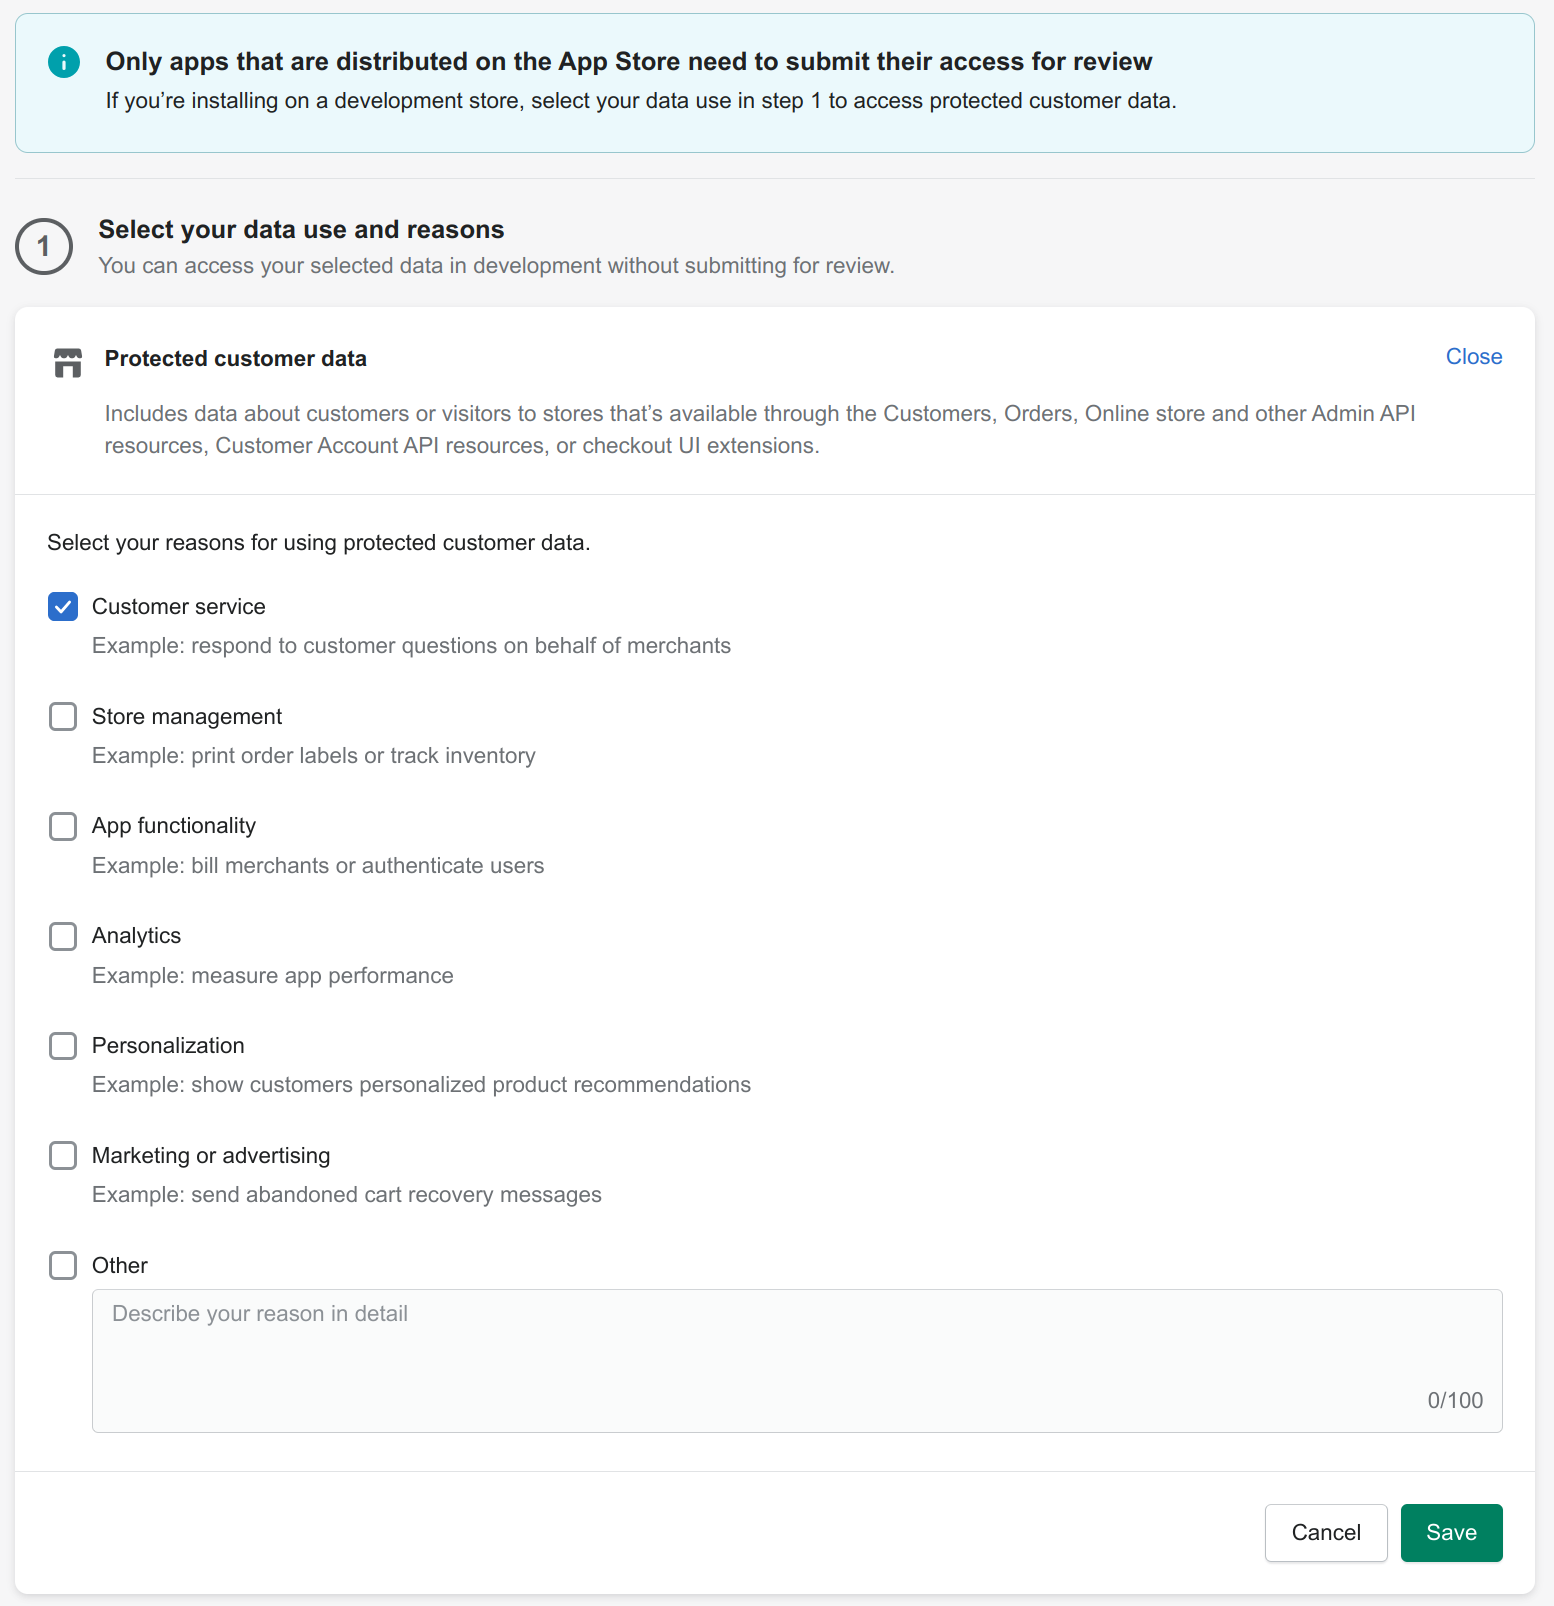 Only apps that are distributed on the App Store need to submit their access for review
If you’re installing on a development store, select your data use in step 1 to access protected customer data.
1
Select your data use and reasons
You can access your selected data in development without submitting for review.
Protected customer data
Close
Includes data about customers or visitors to stores that’s available through the Customers, Orders, Online store and other Admin API
resources, Customer Account API resources, or checkout UI extensions.
Select your reasons for using protected customer data.
Customer service
Example: respond to customer questions on behalf of merchants
Store management
Example: print order labels or track inventory
App functionality
Example: bill merchants or authenticate users
Analytics
Example: measure app performance
Personalization
Example: show customers personalized product recommendations
Marketing or advertising
Example: send abandoned cart recovery messages
Other
Describe your reason in detail
0/100
Cancel
Save